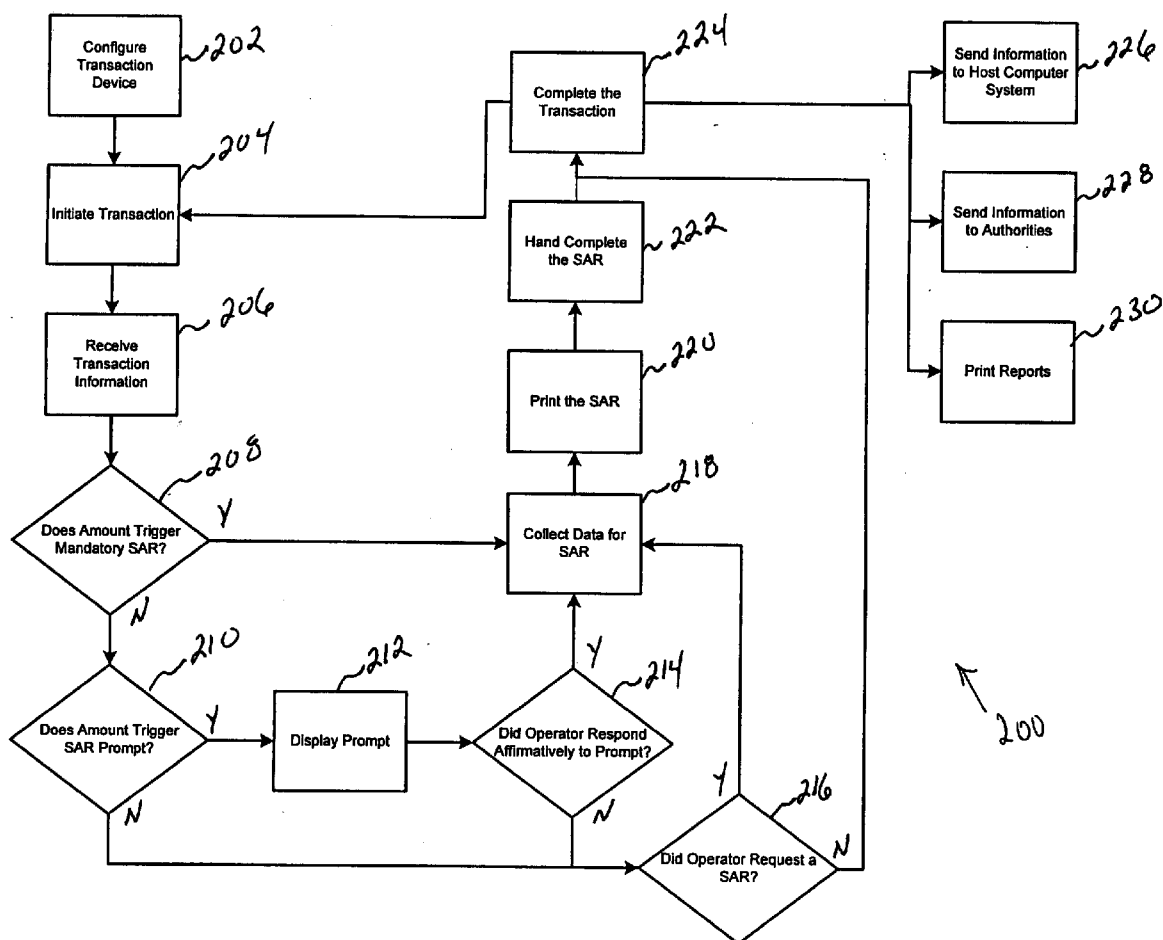 Configure
Transaction
Device
202
Initiate Transaction
204
Receive
Transaction
Information
206
Does Amount Trigger
Mandatory SAR?
208
Y
N
Does Amount Trigger
SAR Prompt?
210
Y
N
Display Prompt
212
Did Operator Respond
Affirmatively to Prompt?
214
Y
N
Did Operator Request a
SAR?
216
Y
N
Collect Data for
SAR
218
Print the SAR
220
Hand Complete
the SAR
222
Complete the
Transaction
224
Send Information
to Host Computer
System
226
Send Information
to Authorities
228
Print Reports
230
200